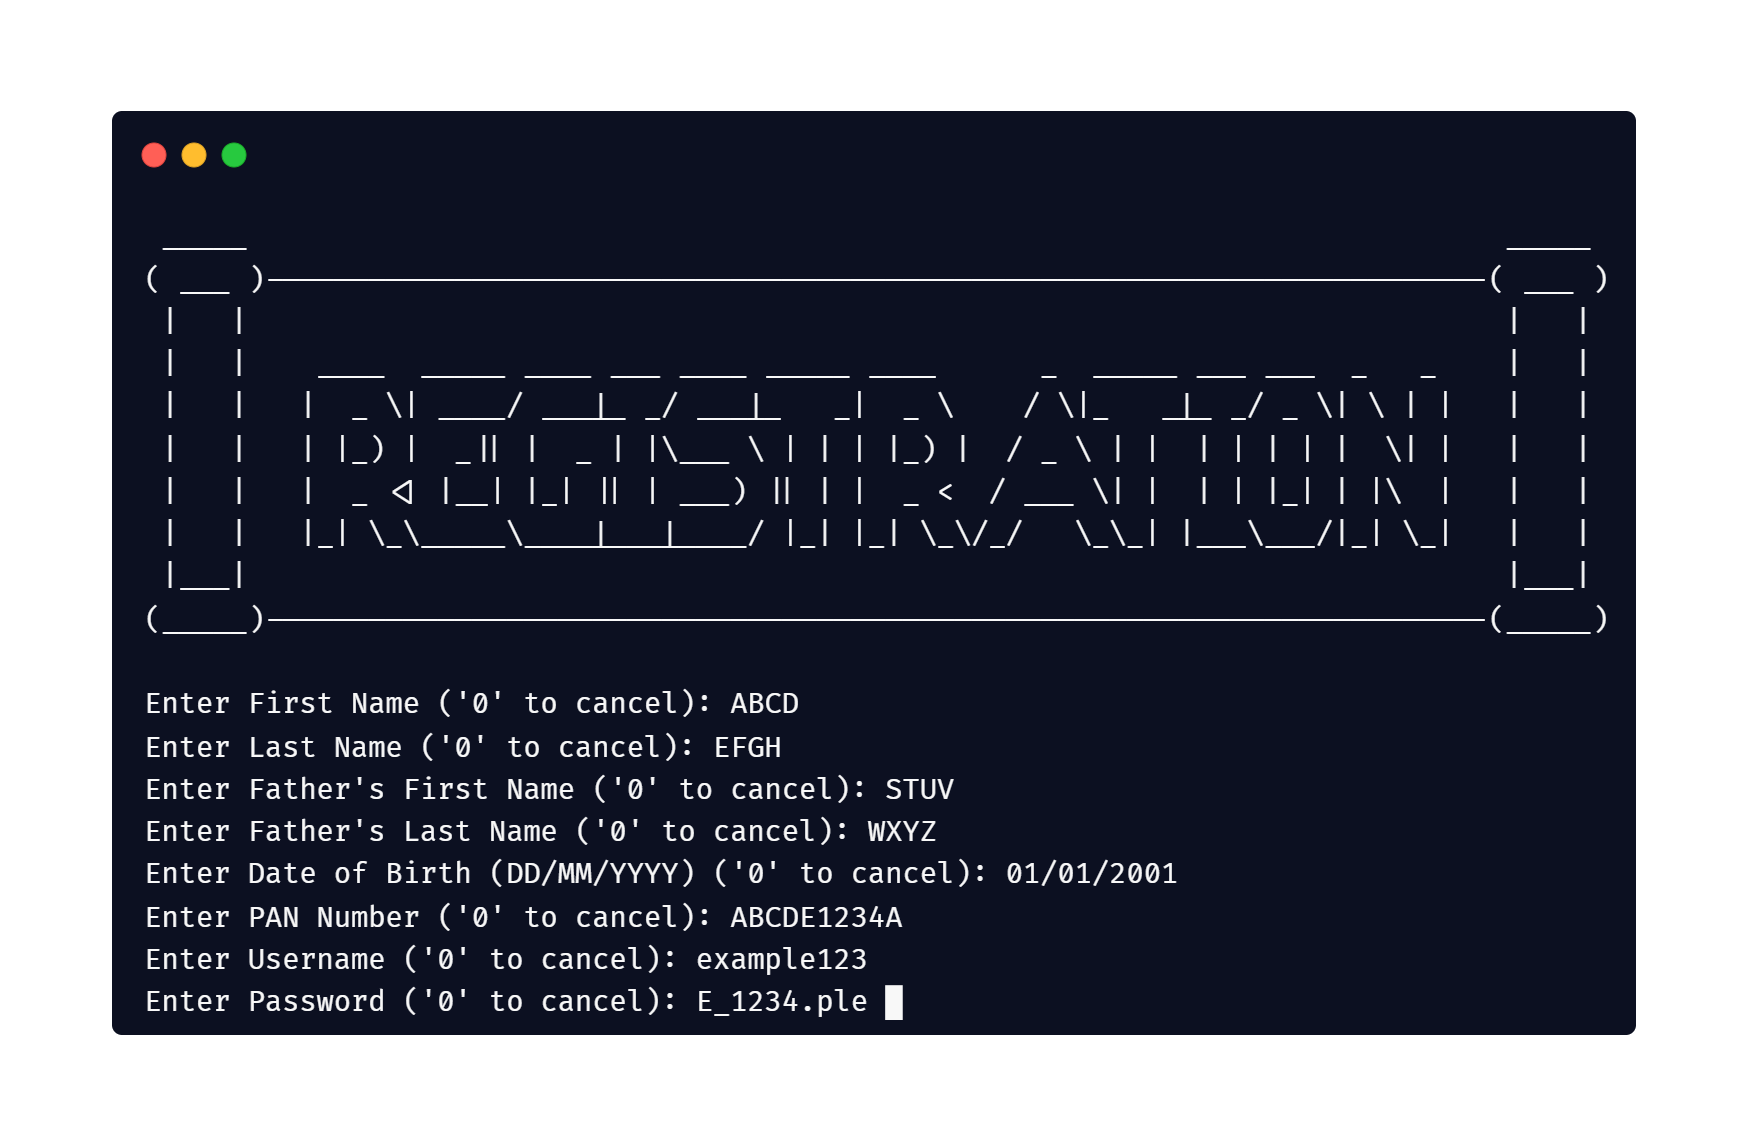 REGISTRATION
Enter First Name ('0' to cancel): ABCD
Enter Last Name ('0' to cancel): EFGH
Enter Father's First Name ('0' to cancel): STUV
Enter Father's Last Name ('0' to cancel): WXYZ
Enter Date of Birth (DD/MM/YYYY) ('0' to cancel): 01/01/2001
Enter PAN Number ('0' to cancel): ABCDE1234A
Enter Username ('0' to cancel): example123
Enter Password ('0' to cancel): E_1234.ple